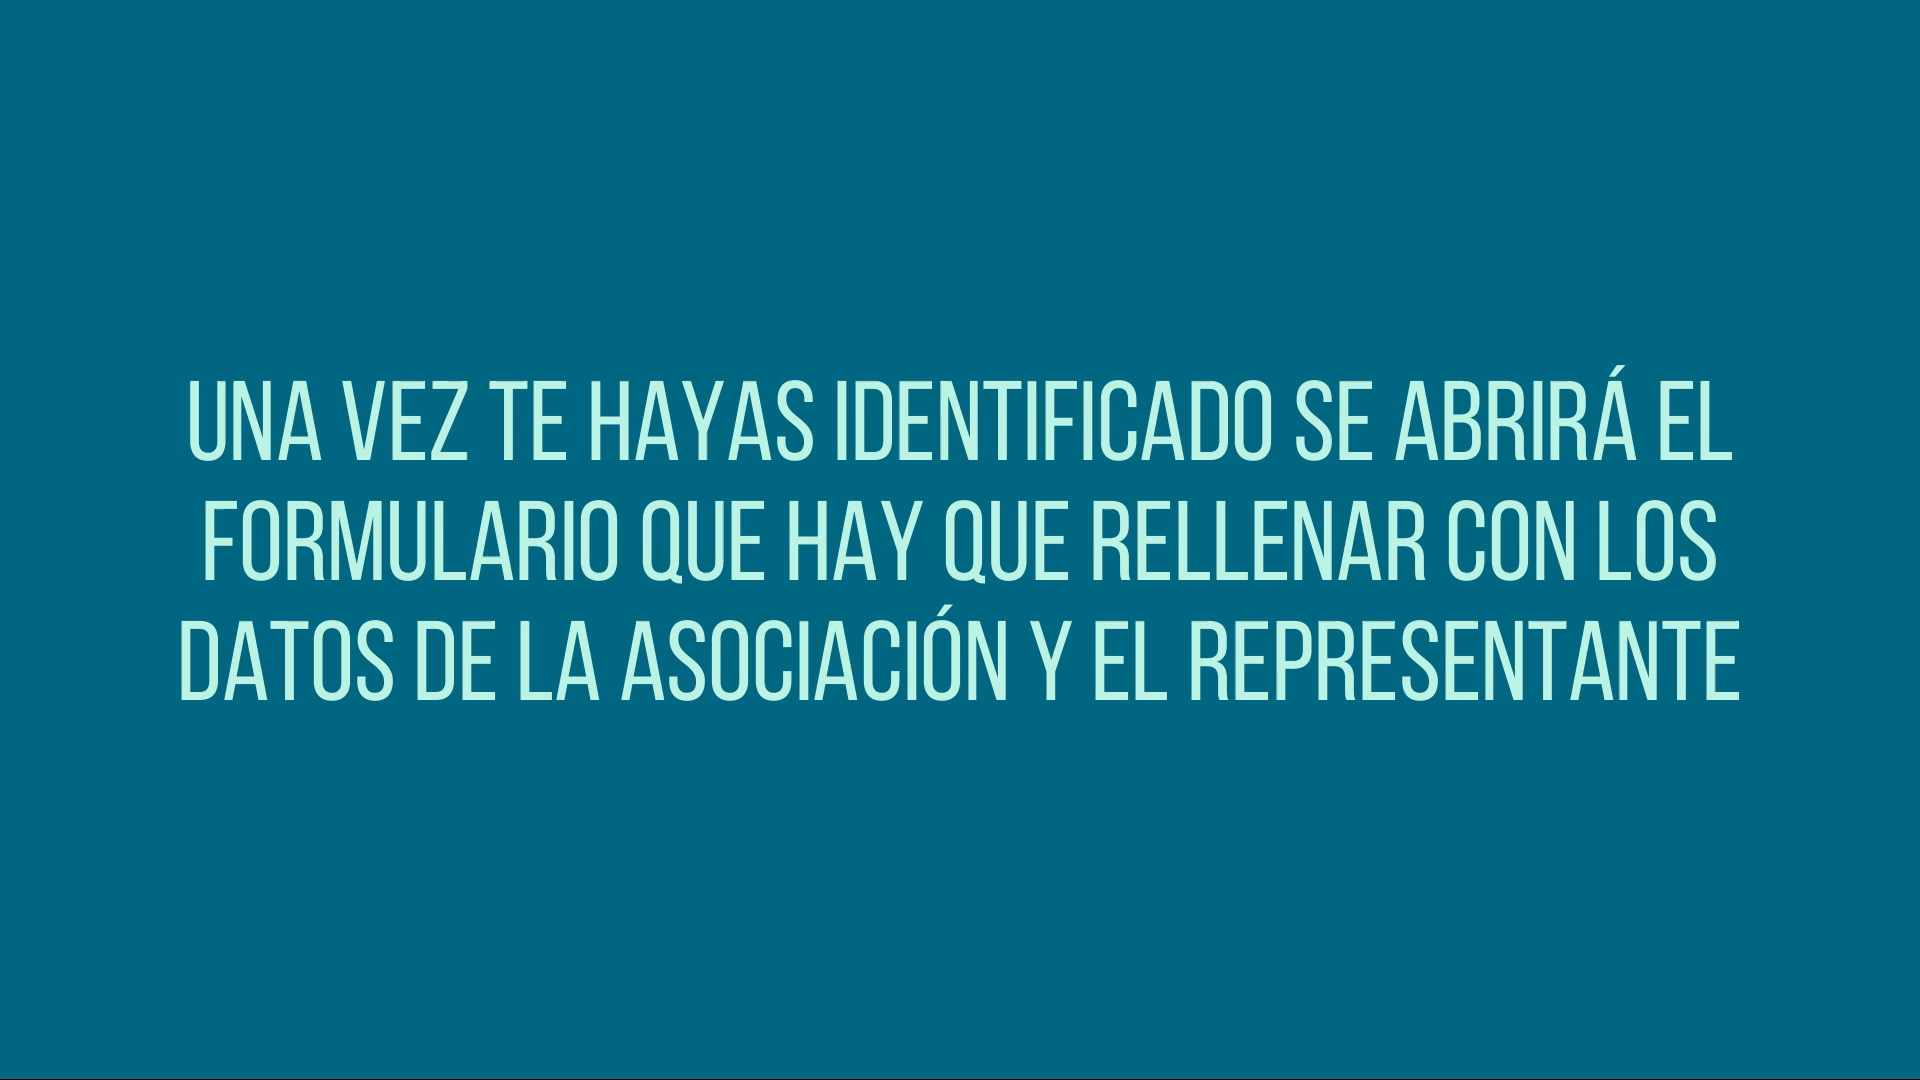 UNA VEZ TE HAYAS IDENTIFICADO SE ABRIRÁ EL
FORMULARIO QUE HAY QUE RELLENAR CON LOS
DATOS DE LA ASOCIACIÓN Y EL REPRESENTANTE